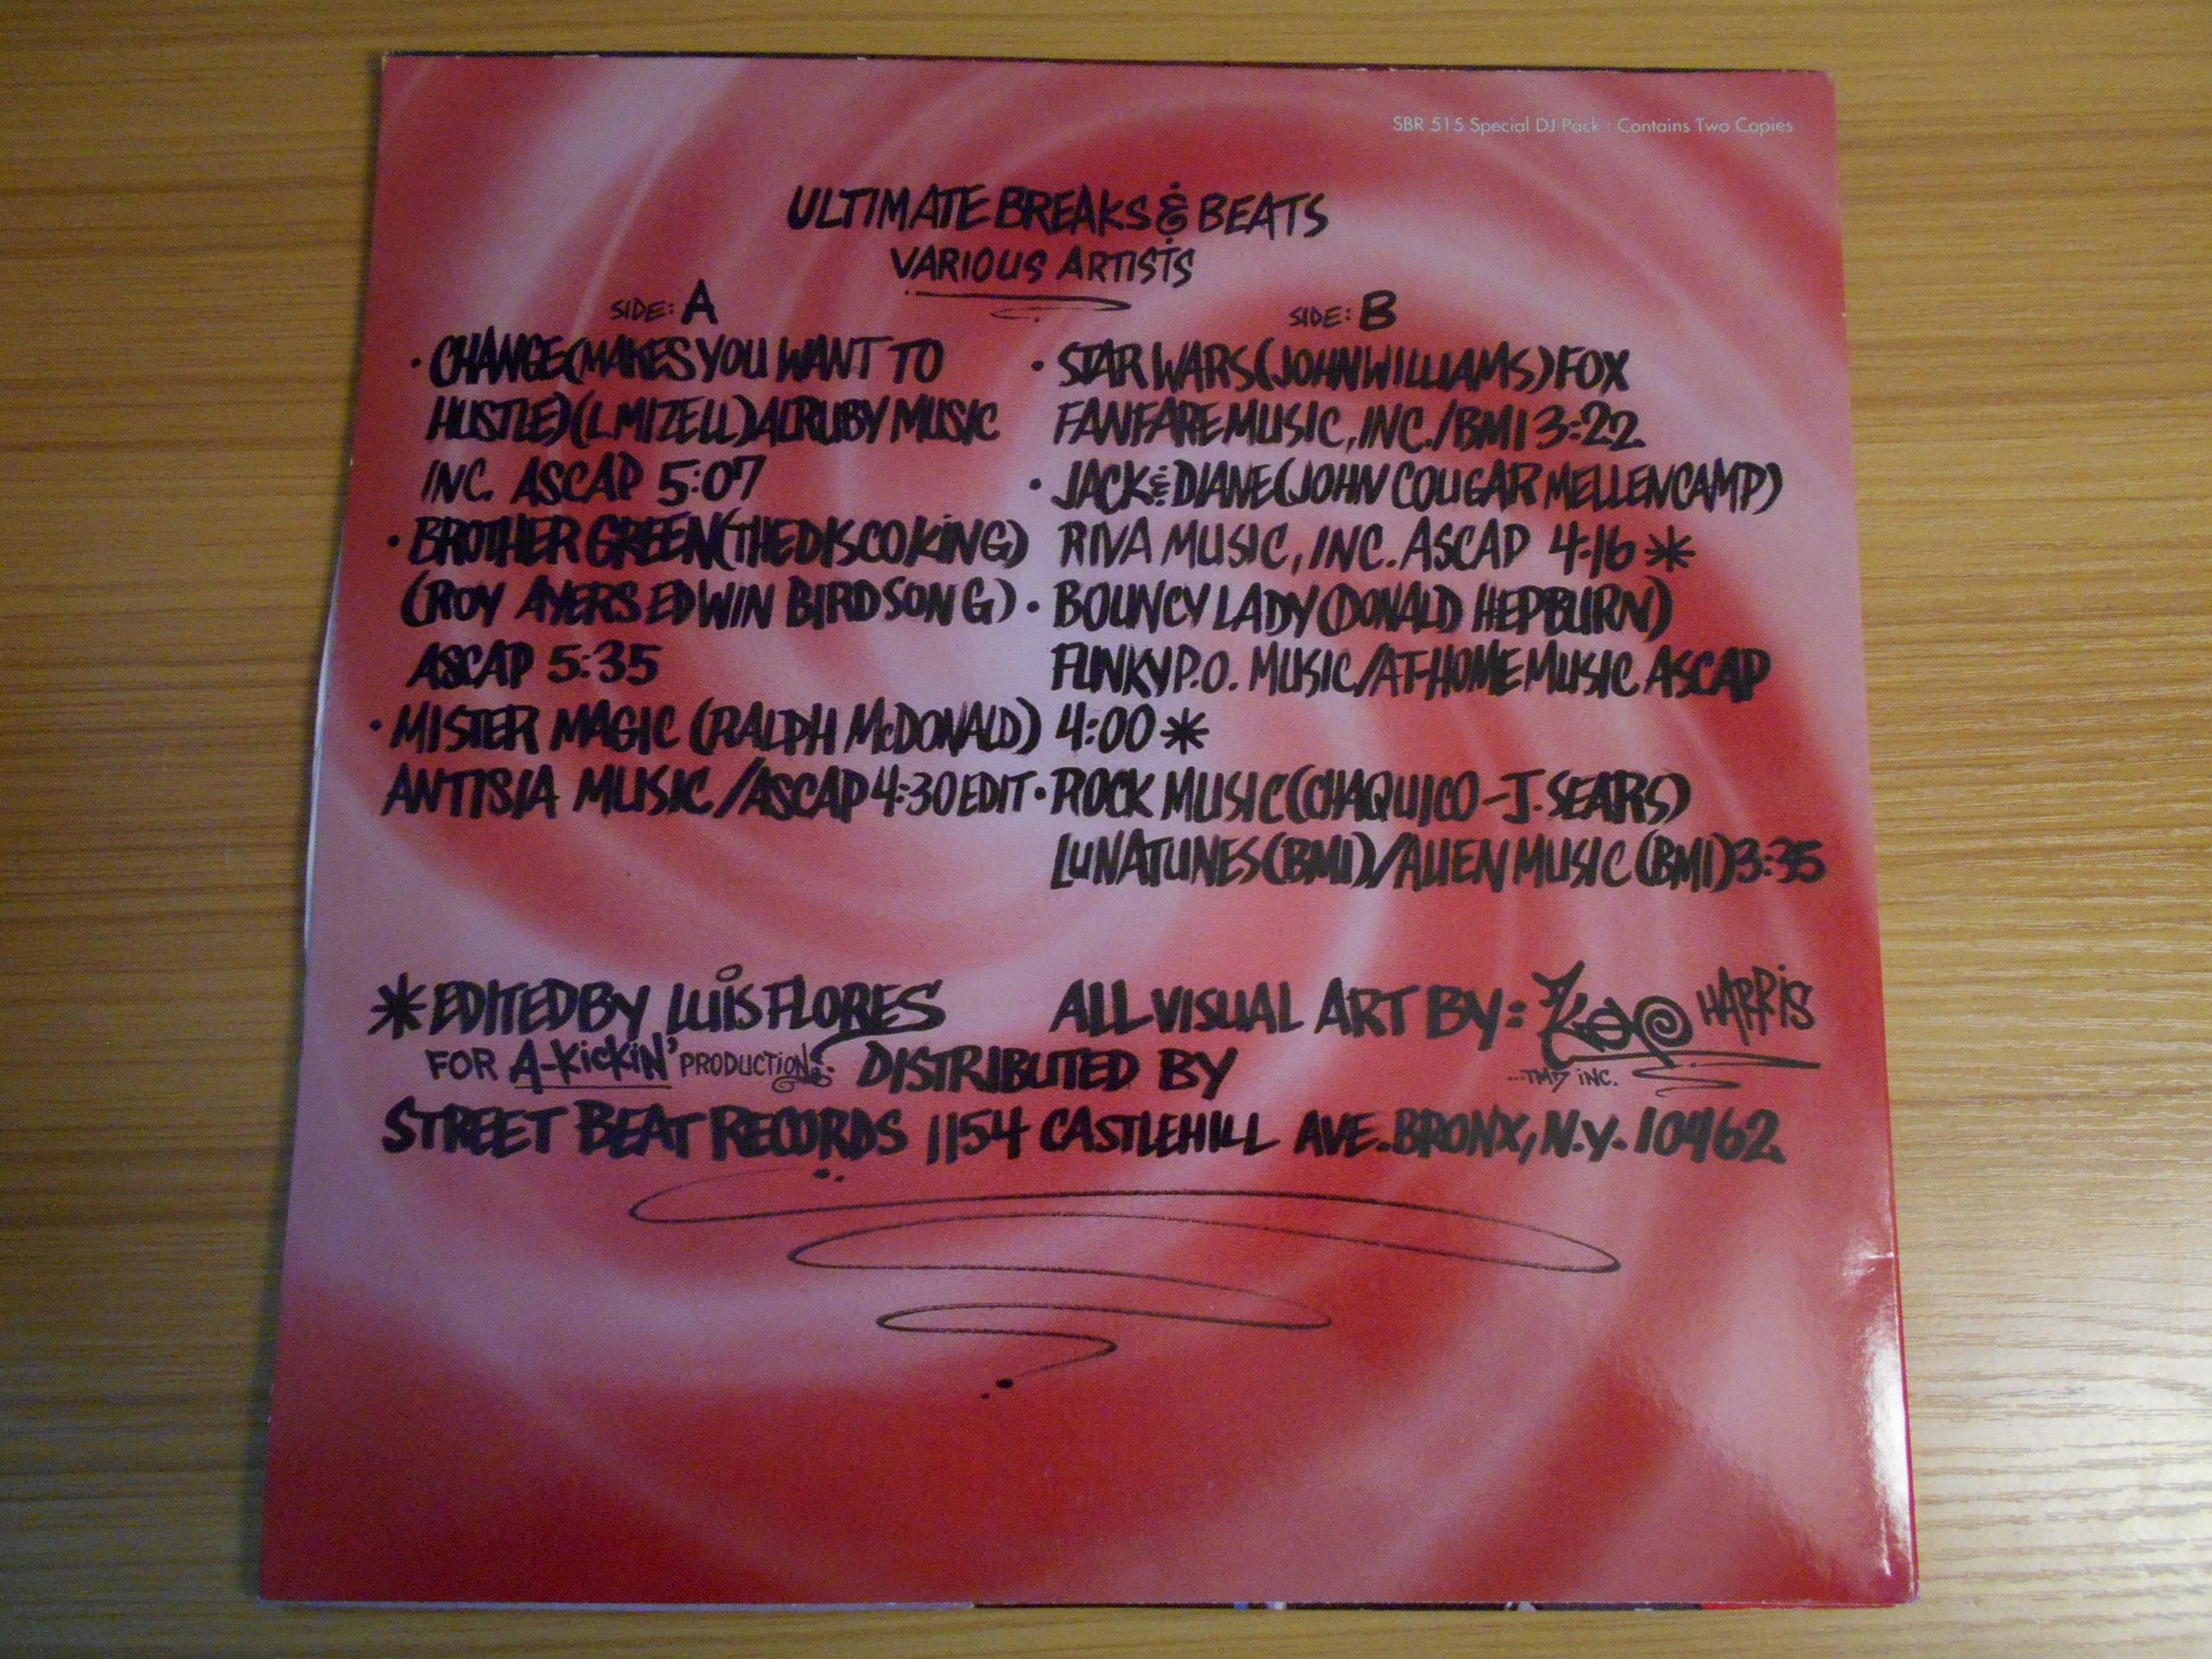 SBR 515 Special DJ Pack : Contains Two Copies
ULTIMATE BREAKS & BEATS
VARIOUS ARTISTS
SIDE: A
• CHANGE (MAKES YOU WANT TO
HUSTLE) (L. MIZELL) ALRUBY MUSIC
INC. ASCAP 5:07
• BROTHER GREEN (THE DISCO KING)
(ROY AYERS EDWIN BIRDSONG)
ASCAP 5:35
• MISTER MAGIC (RALPH McDONALD)
ANTISIA MUSIC/ASCAP 4:30 EDIT
SIDE: B
• STAR WARS (JOHN WILLIAMS) FOX
FANFARE MUSIC, INC./BMI 3:22
• JACK & DIANE (JOHN COUGAR MELLENCAMP)
RIVA MUSIC, INC. ASCAP 4:16 *
• BOUNCY LADY (DONALD HEPBURN)
FUNKY P.O. MUSIC/AT-HOME MUSIC ASCAP
4:00 *
• ROCK MUSIC (CHAQUICO-J. SEARS)
LUNATUNES (BMI)/ALIEN MUSIC (BMI) 3:35
* EDITED BY LUIS FLORES
FOR A-KICKIN' PRODUCTIONS
ALL VISUAL ART BY: HARRIS
...TM7 INC.
DISTRIBUTED BY
STREET BEAT RECORDS 1154 CASTLEHILL AVE. BRONX, N.Y. 10462